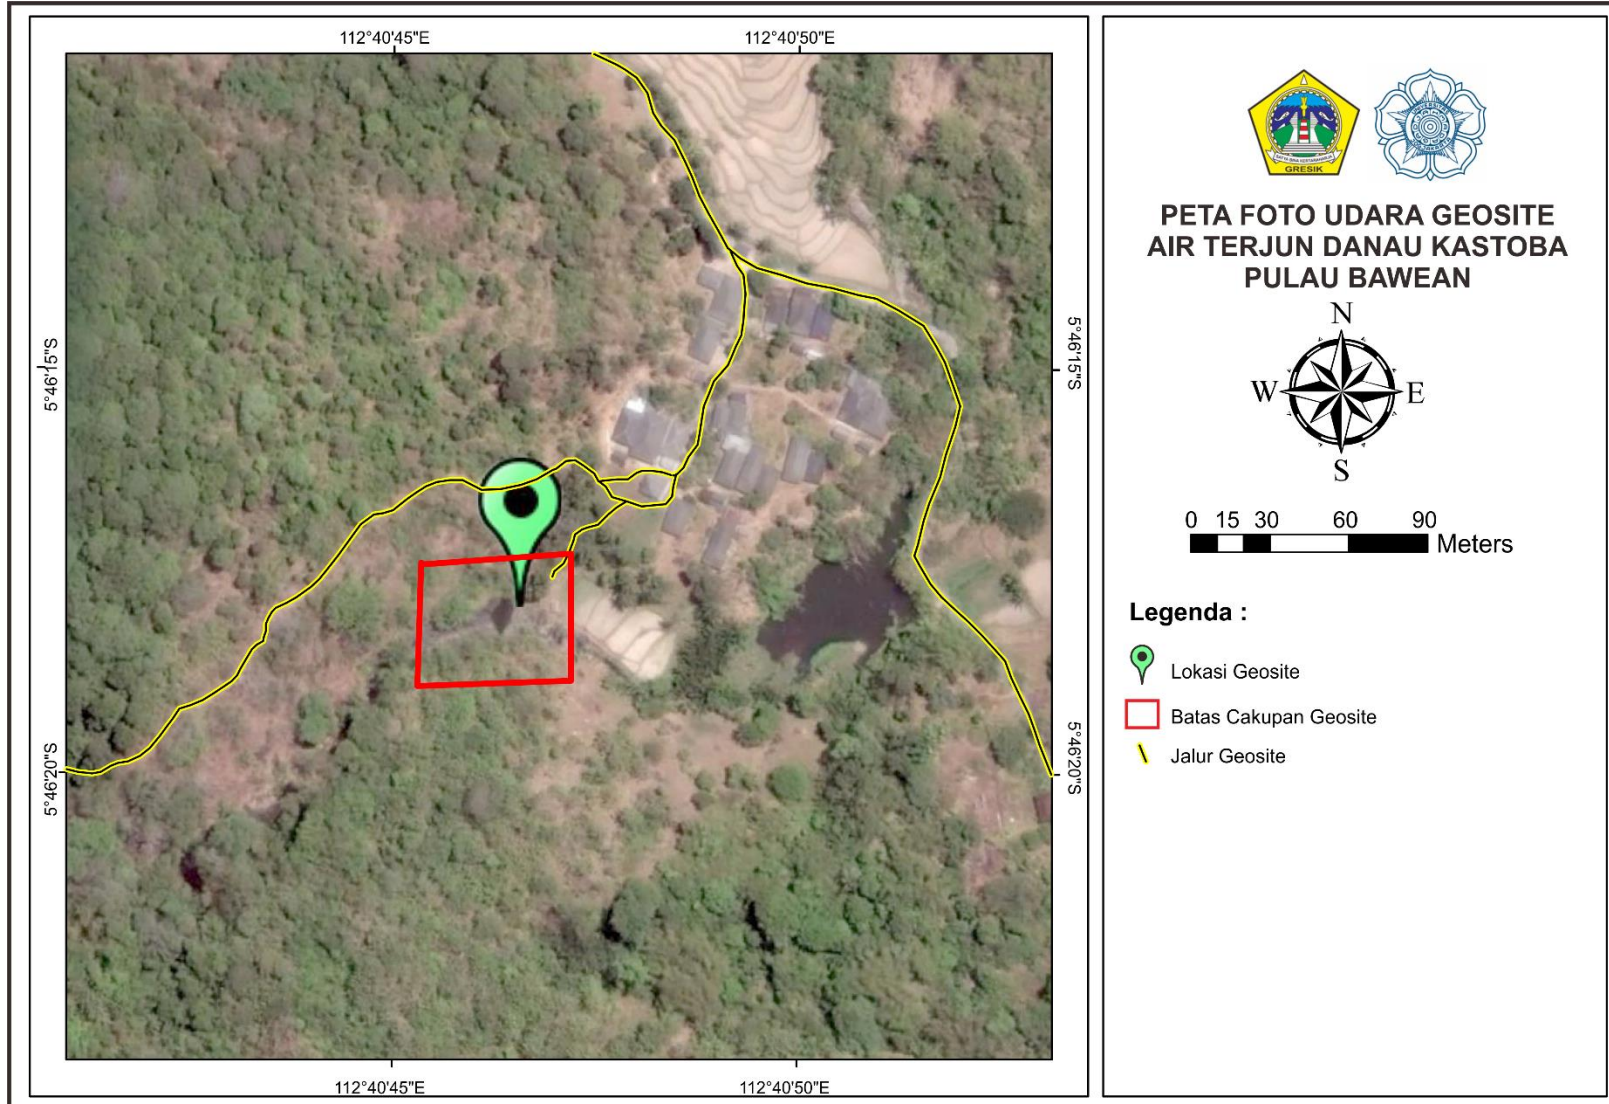 112°40'45"E
112°40'50"E
5°46'15"S
5°46'15"S
5°46'20"S
5°46'20"S
112°40'45"E
112°40'50"E
GRESIK
PETA FOTO UDARA GEOSITE
AIR TERJUN DANAU KASTOBA
PULAU BAWEAN
N
W
E
S
0 15 30 60 90
Meters
Legenda :
Lokasi Geosite
Batas Cakupan Geosite
Jalur Geosite